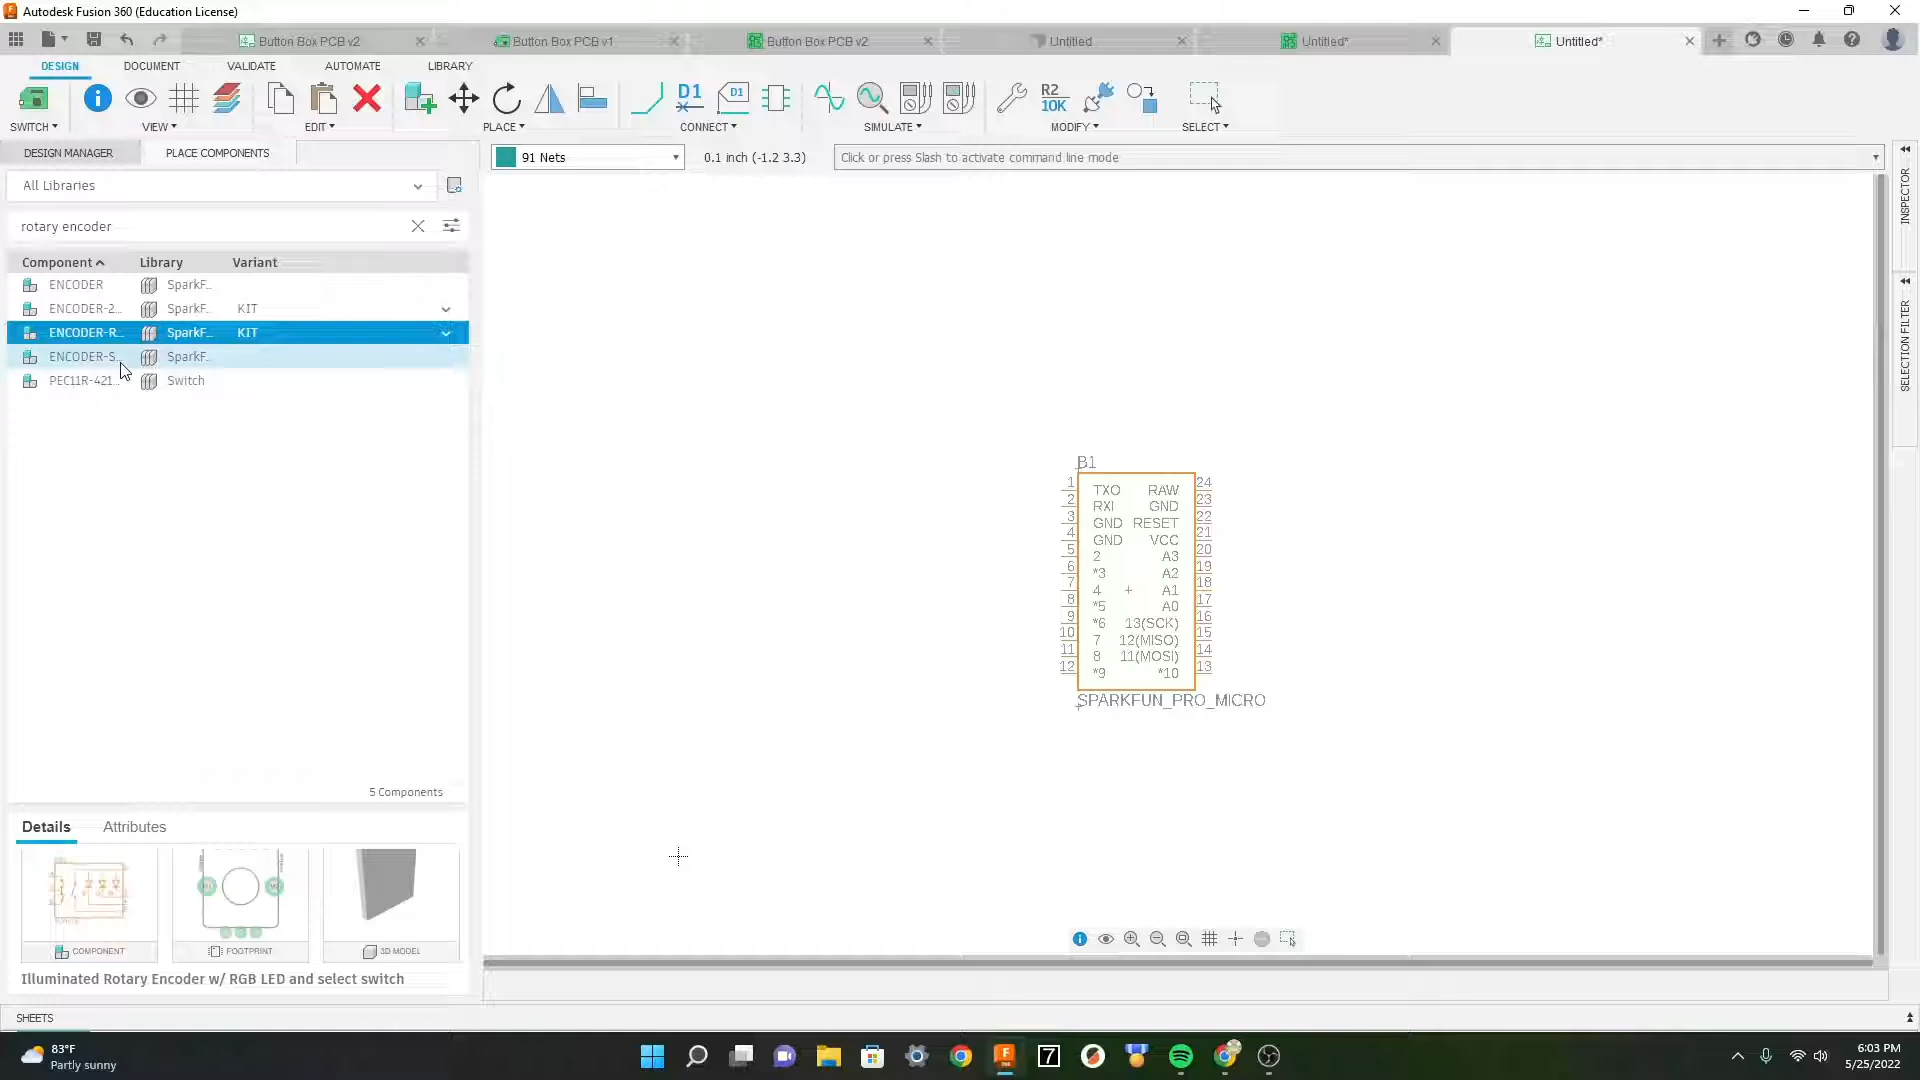 Autodesk Fusion 360 (Education License)
Button Box PCB v2
Button Box PCB v1
Button Box PCB v2
Untitled
Untitled*
Untitled*
DESIGN
DOCUMENT
VALIDATE
AUTOMATE
LIBRARY
D1
D1
R2
10K
SWITCH
VIEW
EDIT
PLACE
CONNECT
SIMULATE
MODIFY
SELECT
DESIGN MANAGER
PLACE COMPONENTS
91 Nets
0.1 inch (-1.2 3.3)
Click or press Slash to activate command line mode
All Libraries
rotary encoder
Component Library Variant
ENCODER SparkF...
ENCODER-2... SparkF... KIT
ENCODER-R... SparkF... KIT
ENCODER-S... SparkF...
PEC11R-421... Switch
5 Components
Details Attributes
COMPONENT
FOOTPRINT
3D MODEL
Illuminated Rotary Encoder w/ RGB LED and select switch
B1
1 TXO RAW 24
2 RXI GND 23
3 GND RESET 22
4 GND VCC 21
5 2 A3 20
6 *3 A2 19
7 4 A1 18
8 *5 A0 17
9 *6 13(SCK) 16
10 7 12(MISO) 15
11 8 11(MOSI) 14
12 *9 *10 13
SPARKFUN_PRO_MICRO
INSPECTOR
SELECTION FILTER
SHEETS
83°F
Partly sunny
7
6:03 PM
5/25/2022